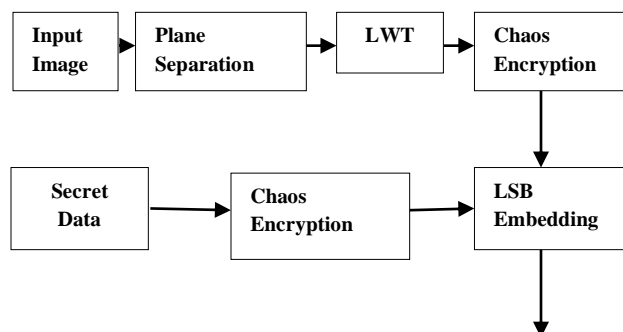 Input
Image
Plane
Separation
LWT
Chaos
Encryption
Secret
Data
Chaos
Encryption
LSB
Embedding